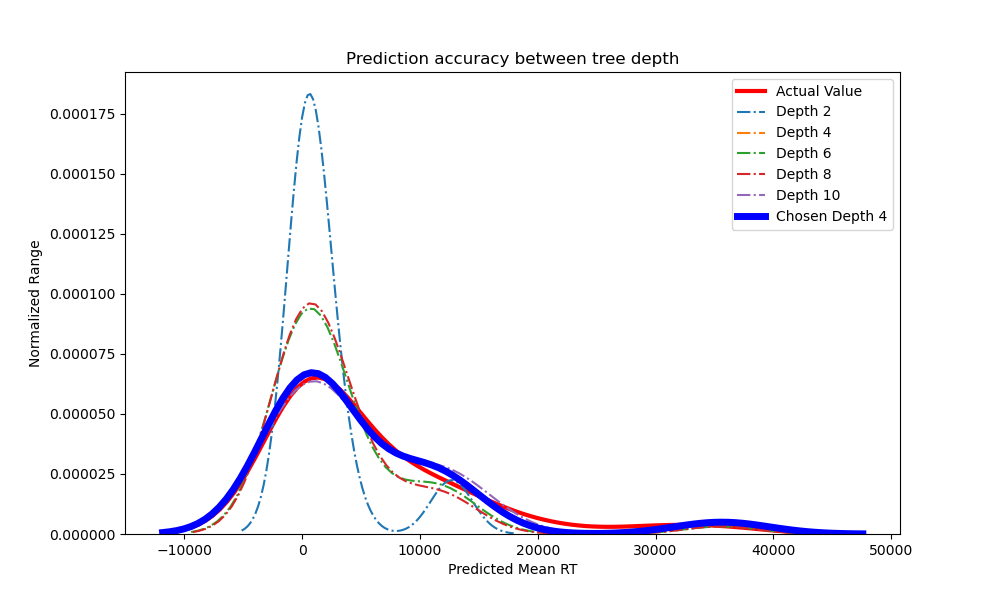 Prediction accuracy between tree depth
Normalized Range
0.000175
0.000150
0.000125
0.000100
0.000075
0.000050
0.000025
0.000000
Actual Value
Depth 2
Depth 4
Depth 6
Depth 8
Depth 10
Chosen Depth 4
−10000 0 10000 20000 30000 40000 50000
Predicted Mean RT